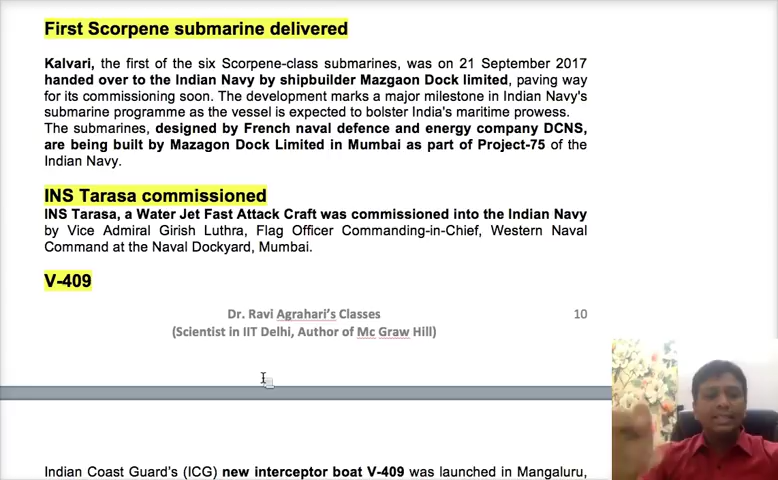 First Scorpene submarine delivered
Kalvari, the first of the six Scorpene-class submarines, was on 21 September 2017
handed over to the Indian Navy by shipbuilder Mazgaon Dock limited, paving way
for its commissioning soon. The development marks a major milestone in Indian Navy's
submarine programme as the vessel is expected to bolster India's maritime prowess.
The submarines, designed by French naval defence and energy company DCNS,
are being built by Mazagon Dock Limited in Mumbai as part of Project-75 of the
Indian Navy.
INS Tarasa commissioned
INS Tarasa, a Water Jet Fast Attack Craft was commissioned into the Indian Navy
by Vice Admiral Girish Luthra, Flag Officer Commanding-in-Chief, Western Naval
Command at the Naval Dockyard, Mumbai.
V-409
Dr. Ravi Agrahari's Classes 10
(Scientist in IIT Delhi, Author of Mc Graw Hill)
Indian Coast Guard's (ICG) new interceptor boat V-409 was launched in Mangaluru,